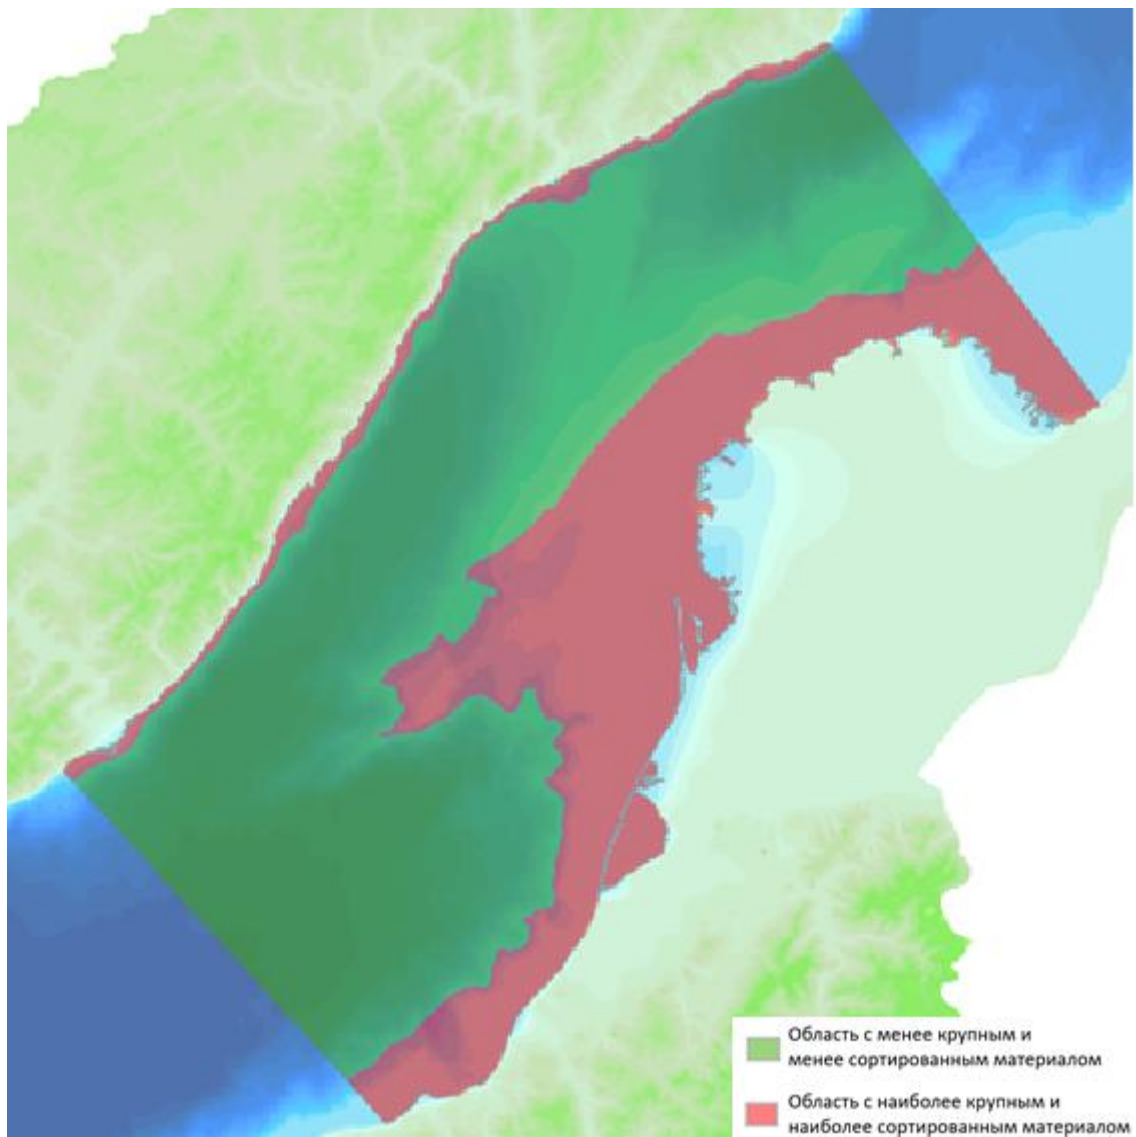 Область с менее крупным и
менее сортированным материалом
Область с наиболее крупным и
наиболее сортированным материалом